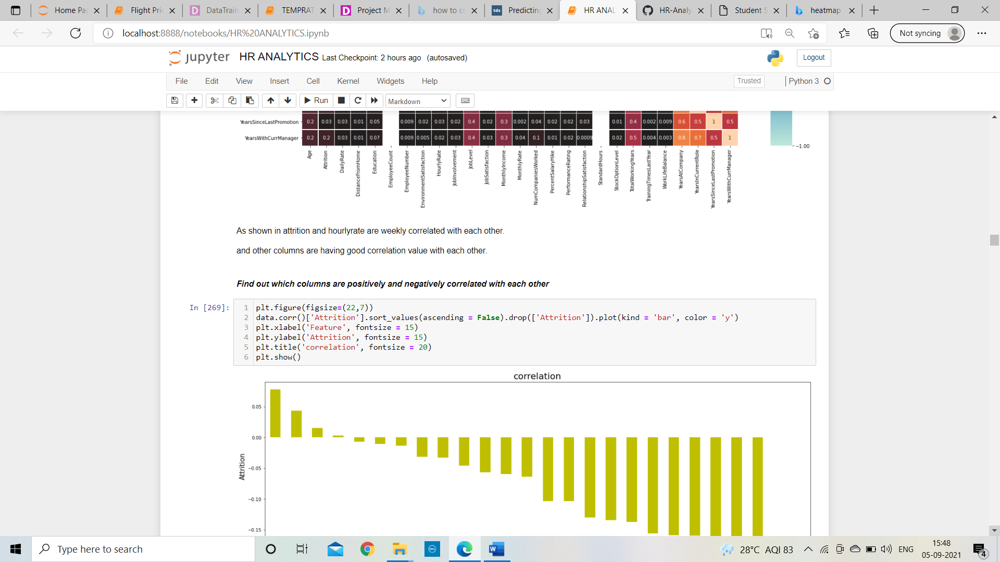 Home Pa
Flight Pric
DataTrain
TEMPRAT
Project M
how to cr
tds Predicting
HR ANAL
HR-Analy
Student S
heatmap
localhost:8888/notebooks/HR%20ANALYTICS.ipynb
Not syncing
jupyter HR ANALYTICS Last Checkpoint: 2 hours ago (autosaved)
Logout
File Edit View Insert Cell Kernel Widgets Help
Trusted Python 3
Run Markdown
YearsSinceLastPromotion 0.2 0.03 0.03 0.01 0.05 0.009 0.02 0.03 0.02 0.4 0.02 0.3 0.002 0.04 0.02 0.02 0.03 0.01 0.4 0.002 0.009 0.6 0.5 1 0.5
YearsWithCurrManager 0.2 0.2 0.03 0.01 0.07 0.009 0.005 0.02 0.03 0.4 0.03 0.3 0.04 0.1 0.01 0.02 0.0009 0.02 0.5 0.004 0.003 0.8 0.7 0.5 1
-1.00
Age
Attrition
DailyRate
DistanceFromHome
Education
EmployeeCount
EmployeeNumber
EnvironmentSatisfaction
HourlyRate
JobInvolvement
JobLevel
JobSatisfaction
MonthlyIncome
MonthlyRate
NumCompaniesWorked
PercentSalaryHike
PerformanceRating
RelationshipSatisfaction
StandardHours
StockOptionLevel
TotalWorkingYears
TrainingTimesLastYear
WorkLifeBalance
YearsAtCompany
YearsInCurrentRole
YearsSinceLastPromotion
YearsWithCurrManager
As shown in attrition and hourlyrate are weekly correlated with each other.
and other columns are having good correlation value with each other.
Find out which columns are positively and negatively correlated with each other
In [269]:
1 plt.figure(figsize=(22,7))
2 data.corr()['Attrition'].sort_values(ascending = False).drop(['Attrition']).plot(kind = 'bar', color = 'y')
3 plt.xlabel('Feature', fontsize = 15)
4 plt.ylabel('Attrition', fontsize = 15)
5 plt.title('correlation', fontsize = 20)
6 plt.show()
correlation
0.05
0.00
-0.05
-0.10
-0.15
Attrition
Type here to search
DELL
W
28°C AQI 83
ENG
15:48
05-09-2021
4